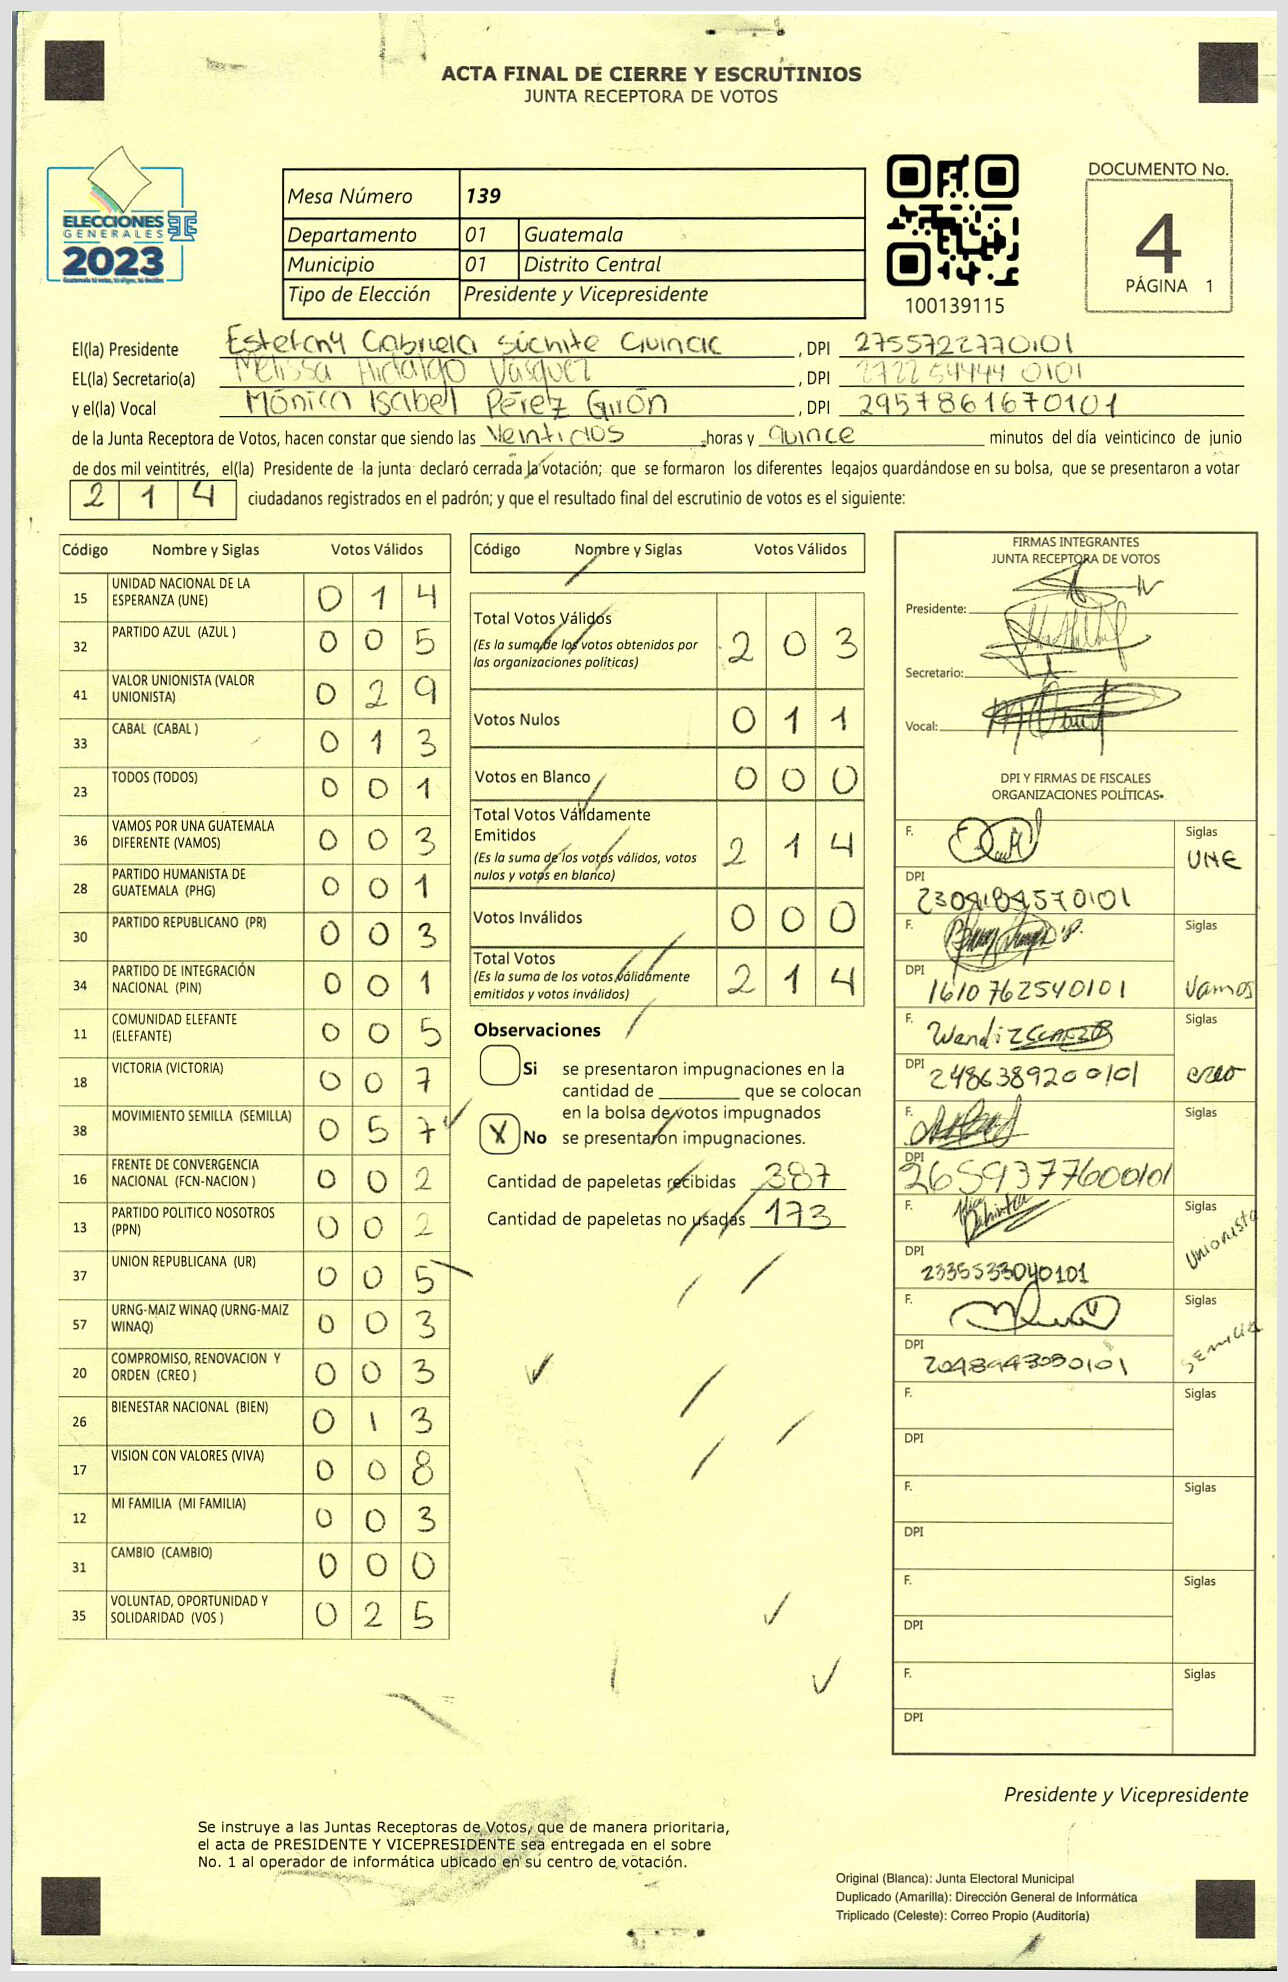 ACTA FINAL DE CIERRE Y ESCRUTINIOS
JUNTA RECEPTORA DE VOTOS
ELECCIONES
GENERALES
2023
Mesa Número 139
Departamento 01 Guatemala
Municipio 01 Distrito Central
Tipo de Elección Presidente y Vicepresidente
100139115
DOCUMENTO No.
4
PÁGINA 1
El(la) Presidente Gabriela Súchite , DPI 2755722770101
EL(la) Secretario(a) Melissa Hidalgo Vásquez , DPI 2722544440101
y el(la) Vocal Mónica Isabel Pérez Girón , DPI 2957861670101
de la Junta Receptora de Votos, hacen constar que siendo las Veintidos horas y quince minutos del día veinticinco de junio
de dos mil veintitrés, el(la) Presidente de la junta declaró cerrada la votación; que se formaron los diferentes legajos guardándose en su bolsa, que se presentaron a votar
214 ciudadanos registrados en el padrón; y que el resultado final del escrutinio de votos es el siguiente:
Código Nombre y Siglas Votos Válidos
15 UNIDAD NACIONAL DE LA ESPERANZA (UNE) 0 1 4
32 PARTIDO AZUL (AZUL ) 0 0 5
41 VALOR UNIONISTA (VALOR UNIONISTA) 0 2 9
33 CABAL (CABAL ) 0 1 3
23 TODOS (TODOS) 0 0 1
36 VAMOS POR UNA GUATEMALA DIFERENTE (VAMOS) 0 0 3
28 PARTIDO HUMANISTA DE GUATEMALA (PHG) 0 0 1
30 PARTIDO REPUBLICANO (PR) 0 0 3
34 PARTIDO DE INTEGRACIÓN NACIONAL (PIN) 0 0 1
11 COMUNIDAD ELEFANTE (ELEFANTE) 0 0 5
18 VICTORIA (VICTORIA) 0 0 7
38 MOVIMIENTO SEMILLA (SEMILLA) 0 5 7
16 FRENTE DE CONVERGENCIA NACIONAL (FCN-NACION ) 0 0 2
13 PARTIDO POLITICO NOSOTROS (PPN) 0 0 2
37 UNION REPUBLICANA (UR) 0 0 5
57 URNG-MAIZ WINAQ (URNG-MAIZ WINAQ) 0 0 3
20 COMPROMISO, RENOVACION Y ORDEN (CREO ) 0 0 3
26 BIENESTAR NACIONAL (BIEN) 0 1 3
17 VISION CON VALORES (VIVA) 0 0 8
12 MI FAMILIA (MI FAMILIA) 0 0 3
31 CAMBIO (CAMBIO) 0 0 0
35 VOLUNTAD, OPORTUNIDAD Y SOLIDARIDAD (VOS ) 0 2 5
Código Nombre y Siglas Votos Válidos
Total Votos Válidos 2 0 3
(Es la suma de los votos obtenidos por
las organizaciones políticas)
Votos Nulos 0 1 1
Votos en Blanco 0 0 0
Total Votos Válidamente
Emitidos 2 1 4
(Es la suma de los votos válidos, votos
nulos y votos en blanco)
Votos Inválidos 0 0 0
Total Votos 2 1 4
(Es la suma de los votos válidamente
emitidos y votos inválidos)
Observaciones
Si se presentaron impugnaciones en la
cantidad de que se colocan
en la bolsa de votos impugnados
X No se presentaron impugnaciones.
Cantidad de papeletas recibidas 387
Cantidad de papeletas no usadas 173
FIRMAS INTEGRANTES
JUNTA RECEPTORA DE VOTOS
Presidente:
Secretario:
Vocal:
DPI Y FIRMAS DE FISCALES
ORGANIZACIONES POLÍTICAS
F. Siglas
UNE
DPI
F. Siglas
DPI 1610762540101 Vamos
F. Siglas
DPI 2486389200101 creo
F. Siglas
DPI 2659377600101
F. Siglas
Unionista
DPI 2335533040101
F. Siglas
Semilla
DPI
F. Siglas
DPI
F. Siglas
DPI
F. Siglas
DPI
F. Siglas
DPI
Presidente y Vicepresidente
Se instruye a las Juntas Receptoras de Votos, que de manera prioritaria,
el acta de PRESIDENTE Y VICEPRESIDENTE sea entregada en el sobre
No. 1 al operador de informática ubicado en su centro de votación.
Original (Blanca): Junta Electoral Municipal
Duplicado (Amarilla): Dirección General de Informática
Triplicado (Celeste): Correo Propio (Auditoría)